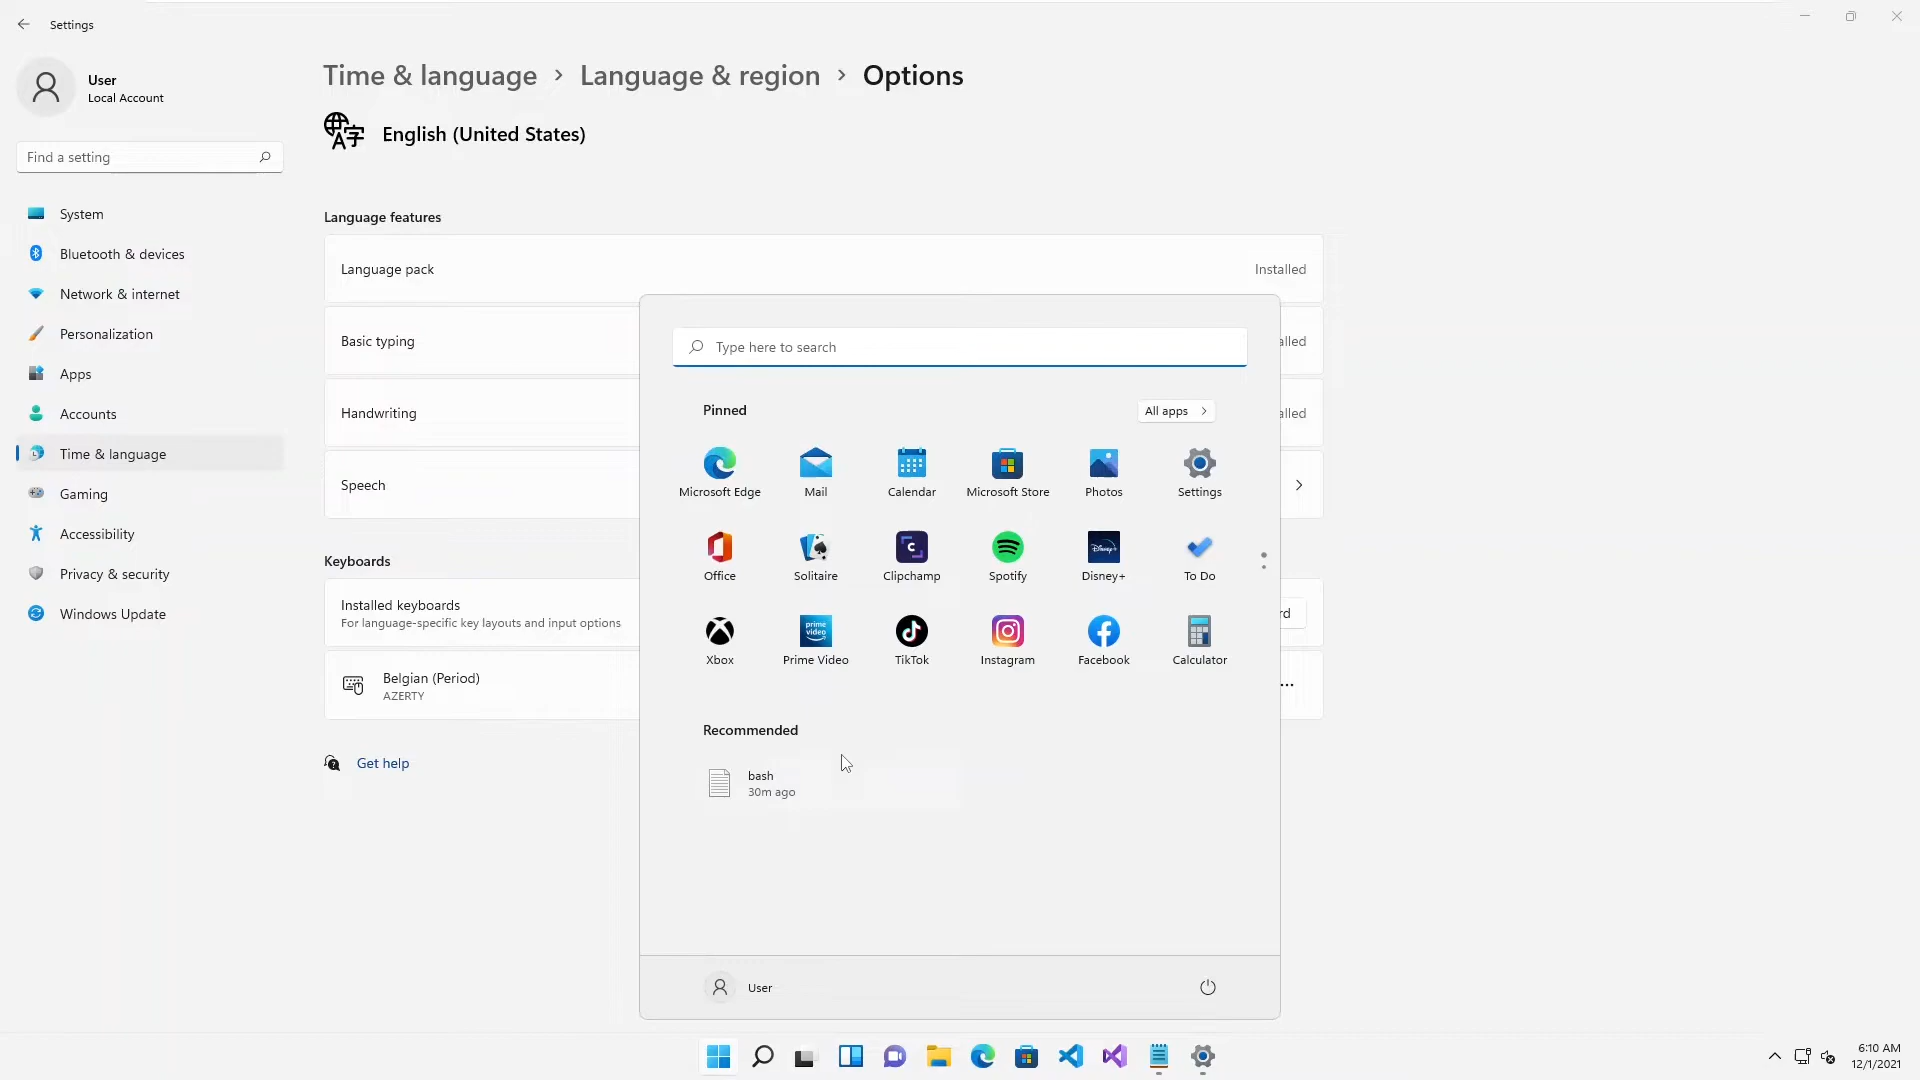 Settings
User
Local Account
Find a setting
System
Bluetooth & devices
Network & internet
Personalization
Apps
Accounts
Time & language
Gaming
Accessibility
Privacy & security
Windows Update
Time & language > Language & region > Options
English (United States)
Language features
Language pack
Installed
Basic typing
Handwriting
Speech
Keyboards
Installed keyboards
For language-specific key layouts and input options
Belgian (Period)
AZERTY
Get help
Type here to search
Pinned
All apps
Microsoft Edge
Mail
Calendar
Microsoft Store
Photos
Settings
Office
Solitaire
Clipchamp
Spotify
Disney+
To Do
Xbox
prime video
Prime Video
TikTok
Instagram
Facebook
Calculator
Recommended
bash
30m ago
User
6:10 AM
12/1/2021